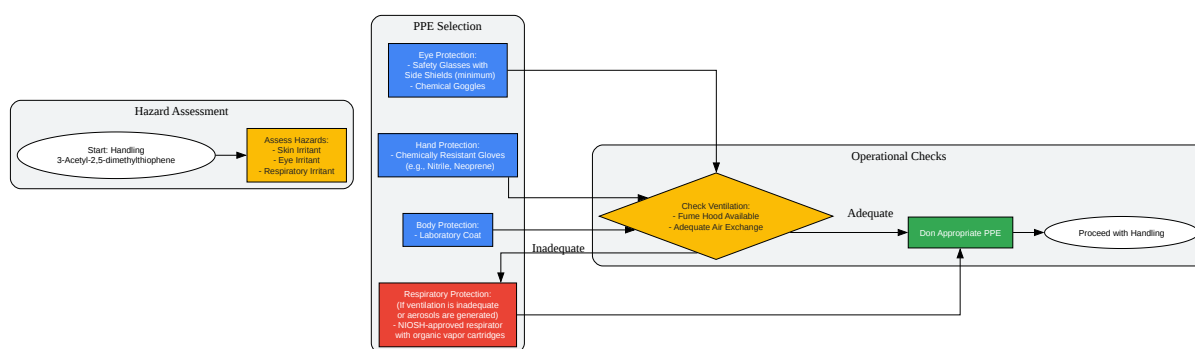 Hazard Assessment
Start: Handling
3-Acetyl-2,5-dimethylthiophene
Assess Hazards:
- Skin Irritant
- Eye Irritant
- Respiratory Irritant
PPE Selection
Eye Protection:
- Safety Glasses with
Side Shields (minimum)
- Chemical Goggles
Hand Protection:
- Chemically Resistant Gloves
(e.g., Nitrile, Neoprene)
Body Protection:
- Laboratory Coat
Respiratory Protection:
(If ventilation is inadequate
or aerosols are generated)
- NIOSH-approved respirator
with organic vapor cartridges
Operational Checks
Check Ventilation:
- Fume Hood Available
- Adequate Air Exchange
Inadequate
Adequate
Don Appropriate PPE
Proceed with Handling